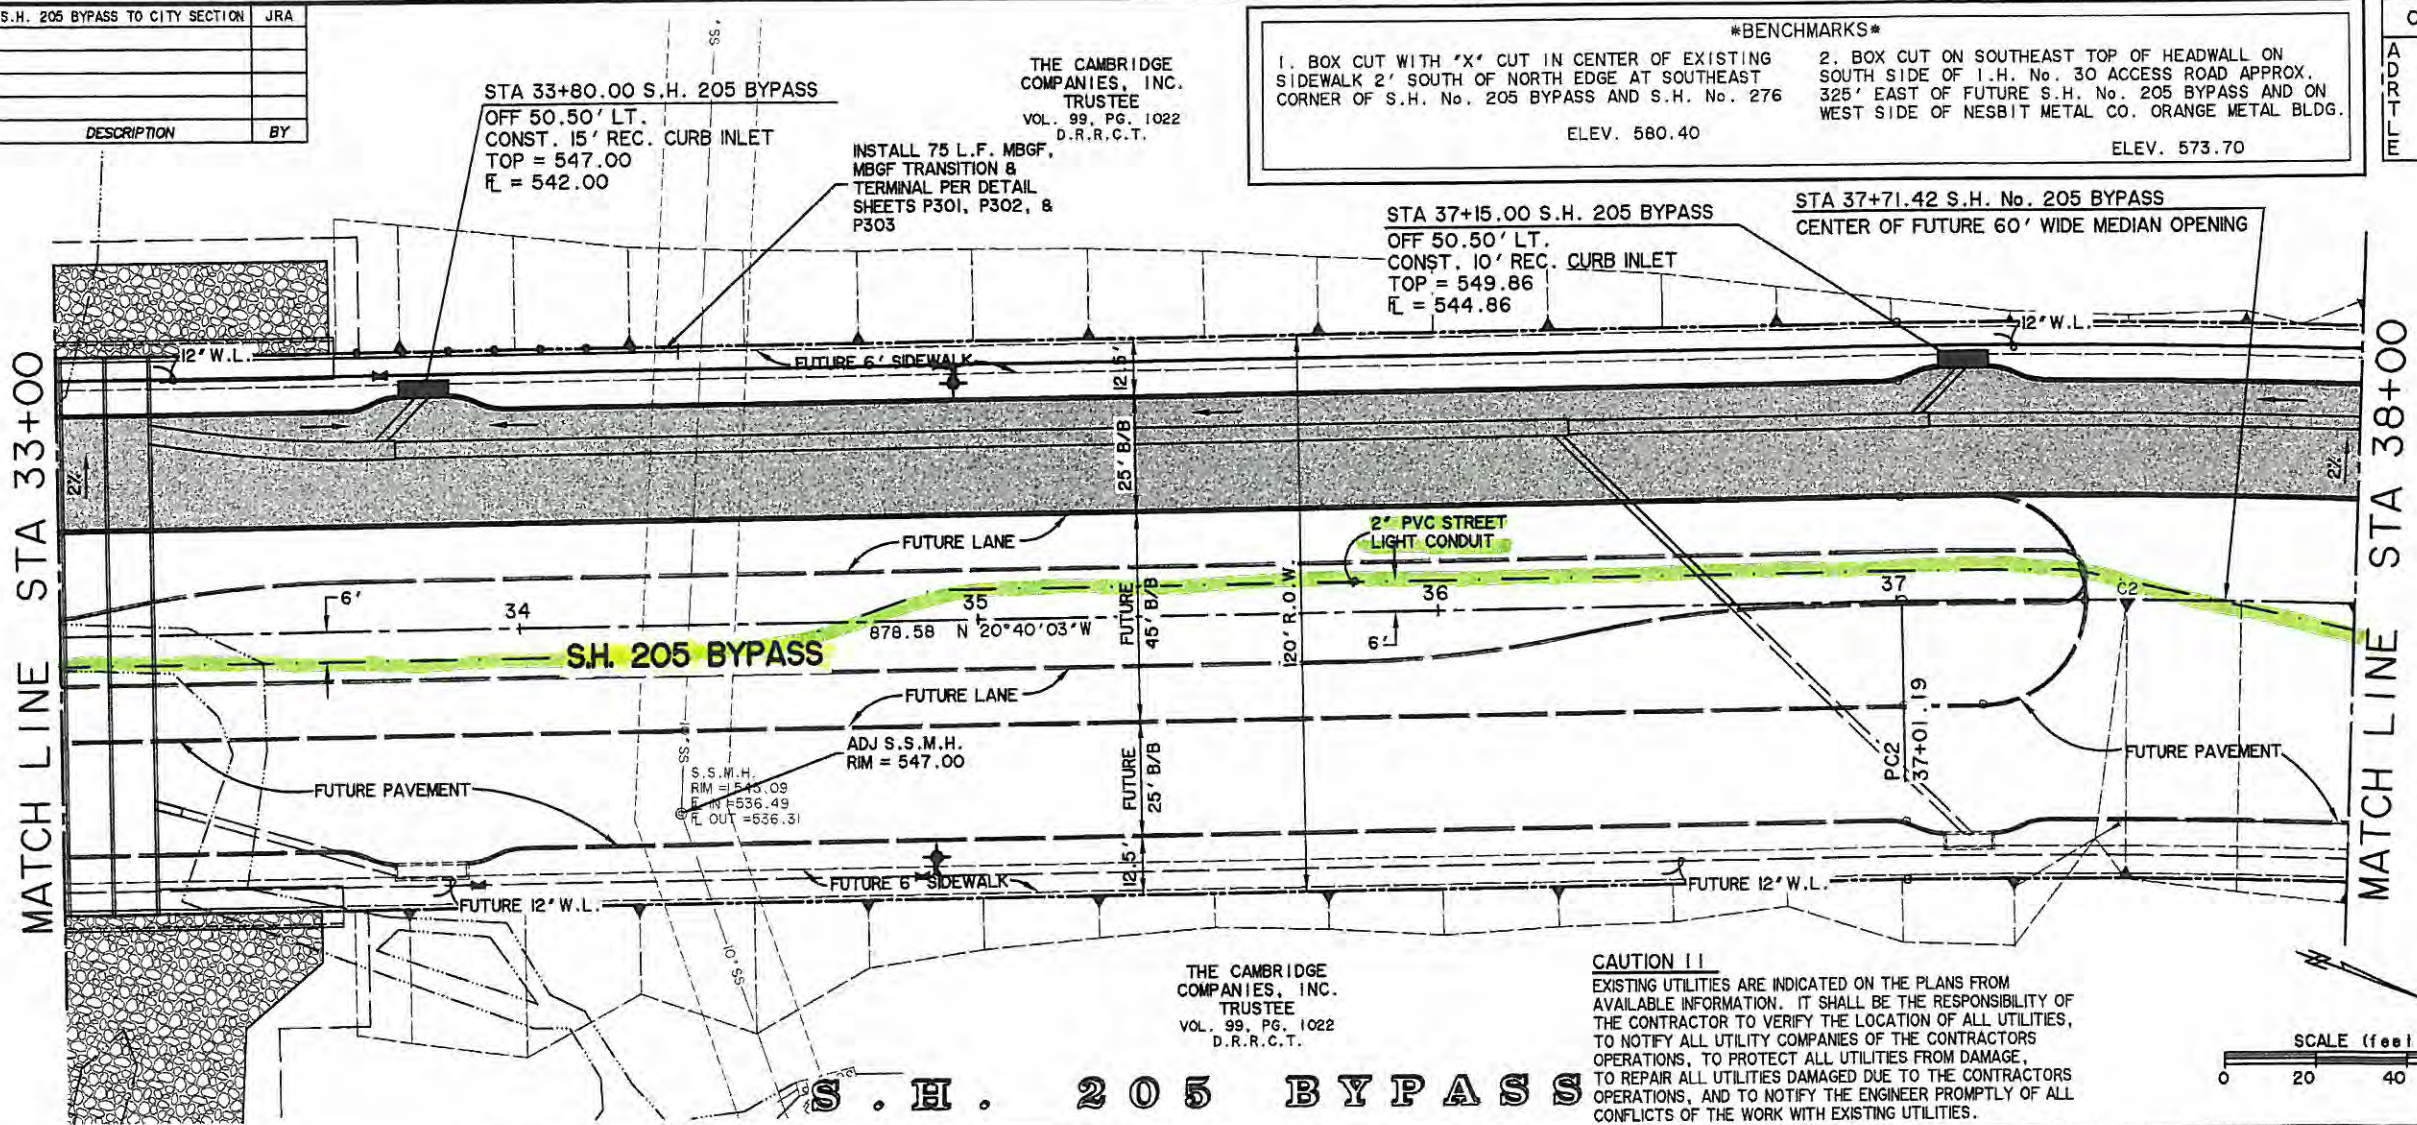 S.H. 205 BYPASS TO CITY SECTION JRA
DESCRIPTION BY
STA 33+80.00 S.H. 205 BYPASS
OFF 50.50' LT.
CONST. 15' REC. CURB INLET
TOP = 547.00
FL = 542.00
SS
THE CAMBRIDGE
COMPANIES, INC.
TRUSTEE
VOL. 99, PG. 1022
D.R.R.C.T.
INSTALL 75 L.F. MBGF,
MBGF TRANSITION &
TERMINAL PER DETAIL
SHEETS P301, P302, &
P303
*BENCHMARKS*
1. BOX CUT WITH "X" CUT IN CENTER OF EXISTING
SIDEWALK 2' SOUTH OF NORTH EDGE AT SOUTHEAST
CORNER OF S.H. No. 205 BYPASS AND S.H. No. 276
ELEV. 580.40
2. BOX CUT ON SOUTHEAST TOP OF HEADWALL ON
SOUTH SIDE OF I.H. No. 30 ACCESS ROAD APPROX.
325' EAST OF FUTURE S.H. No. 205 BYPASS AND ON
WEST SIDE OF NESBIT METAL CO. ORANGE METAL BLDG.
ELEV. 573.70
A
D
R
T
L
E
STA 37+15.00 S.H. 205 BYPASS
OFF 50.50' LT.
CONST. 10' REC. CURB INLET
TOP = 549.86
FL = 544.86
STA 37+71.42 S.H. No. 205 BYPASS
CENTER OF FUTURE 60' WIDE MEDIAN OPENING
12" W.L.
FUTURE 6' SIDEWALK
12.5'
12" W.L.
MATCH LINE STA 33+00
2%
25' B/B
2%
MATCH LINE STA 38+00
FUTURE LANE
2" PVC STREET
LIGHT CONDUIT
6'
34
35
36
37
C2
878.58 N 20°40'03"W
FUTURE
45' B/B
120' R.O.W.
6'
S.H. 205 BYPASS
FUTURE LANE
PC2
37+01.19
ADJ S.S.M.H.
RIM = 547.00
10" SS
S.S.M.H.
RIM = 543.09
FL IN =536.49
FL OUT =536.31
FUTURE
25' B/B
FUTURE PAVEMENT
FUTURE PAVEMENT
12.5'
FUTURE 6' SIDEWALK
FUTURE 12" W.L.
FUTURE 12" W.L.
10" SS
THE CAMBRIDGE
COMPANIES, INC.
TRUSTEE
VOL. 99, PG. 1022
D.R.R.C.T.
CAUTION !!
EXISTING UTILITIES ARE INDICATED ON THE PLANS FROM
AVAILABLE INFORMATION. IT SHALL BE THE RESPONSIBILITY OF
THE CONTRACTOR TO VERIFY THE LOCATION OF ALL UTILITIES,
TO NOTIFY ALL UTILITY COMPANIES OF THE CONTRACTORS
OPERATIONS, TO PROTECT ALL UTILITIES FROM DAMAGE,
TO REPAIR ALL UTILITIES DAMAGED DUE TO THE CONTRACTORS
OPERATIONS, AND TO NOTIFY THE ENGINEER PROMPTLY OF ALL
CONFLICTS OF THE WORK WITH EXISTING UTILITIES.
SCALE (feet
0 20 40
S.H. 205 BYPASS